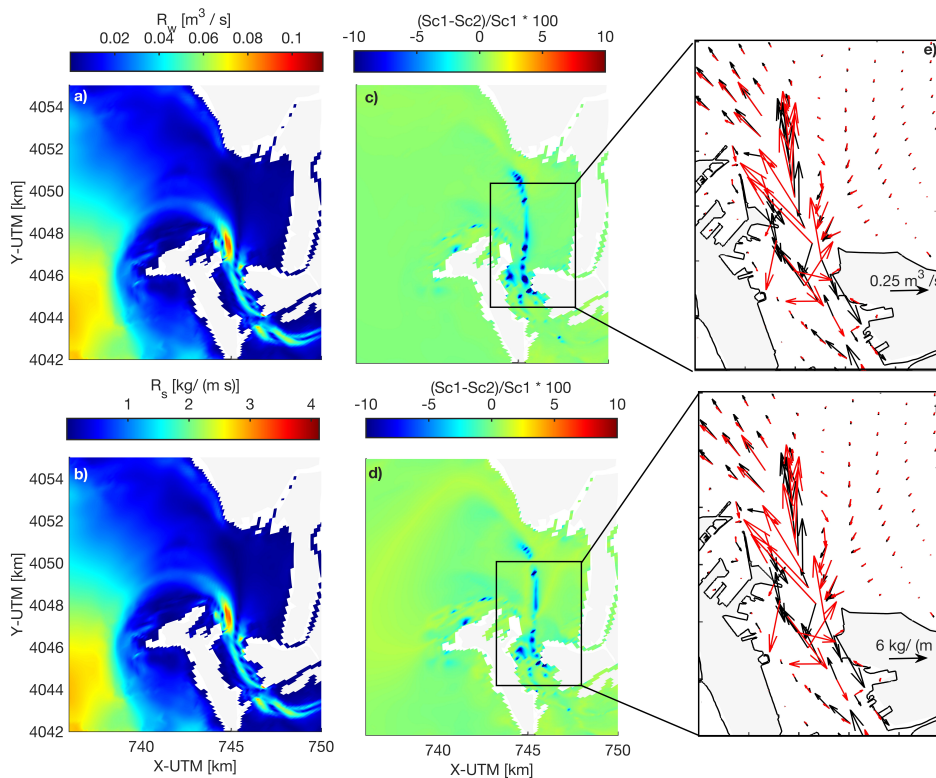 R_w [m^3 / s]
0.02 0.04 0.06 0.08 0.1
(Sc1-Sc2)/Sc1 * 100
-10 -5 0 5 10
a)
c)
e)
4054
4052
4050
4048
4046
4044
4042
Y-UTM [km]
0.25 m^3 /s
R_s [kg/ (m s)]
1 2 3 4
(Sc1-Sc2)/Sc1 * 100
-10 -5 0 5 10
b)
d)
4054
4052
4050
4048
4046
4044
4042
Y-UTM [km]
6 kg/ (m
740 745 750
X-UTM [km]
740 745 750
X-UTM [km]